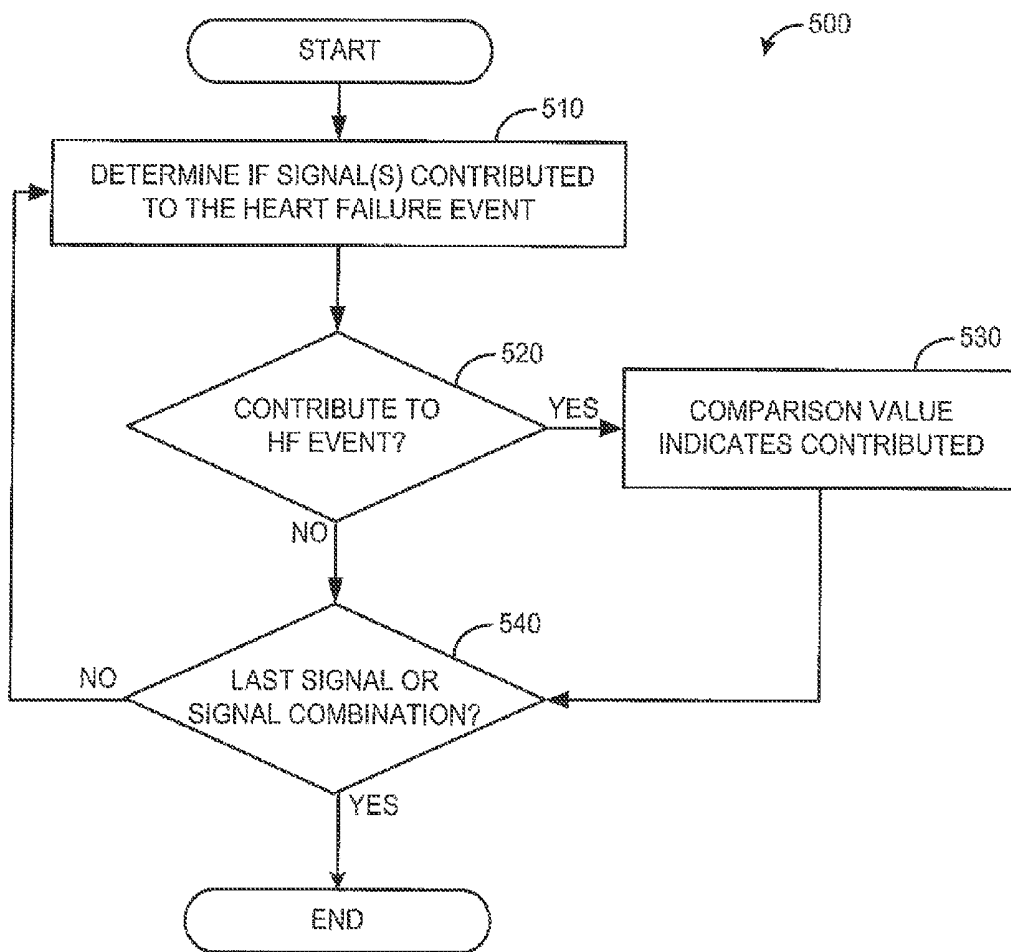 START
500
510
DETERMINE IF SIGNAL(S) CONTRIBUTED
TO THE HEART FAILURE EVENT
520
CONTRIBUTE TO
HF EVENT?
YES
530
COMPARISON VALUE
INDICATES CONTRIBUTED
NO
540
NO
LAST SIGNAL OR
SIGNAL COMBINATION?
YES
END